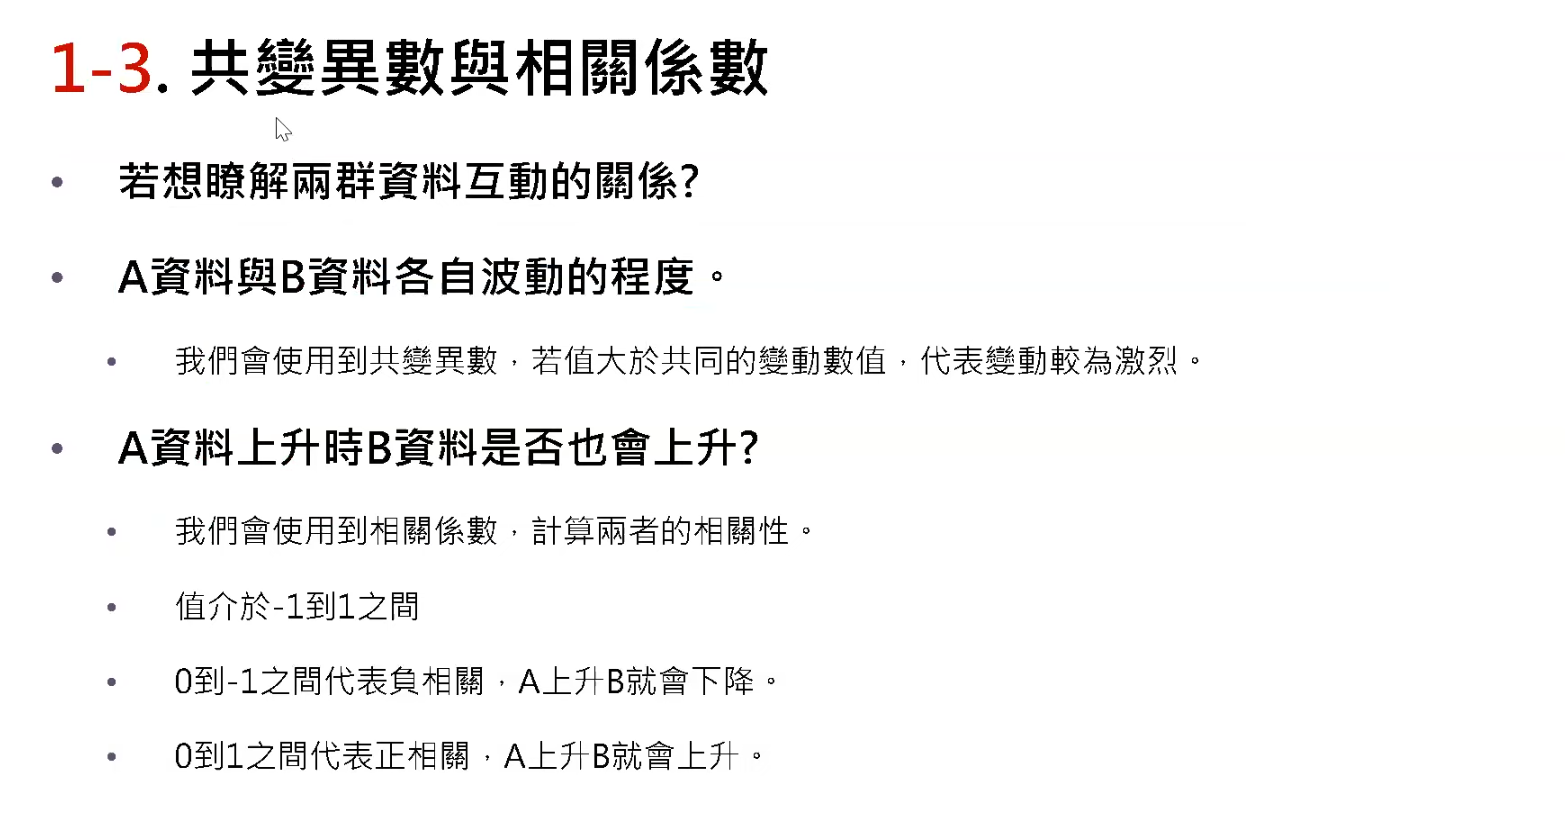 1-3. 共變異數與相關係數
• 若想瞭解兩群資料互動的關係?
• A資料與B資料各自波動的程度。
• 我們會使用到共變異數，若值大於共同的變動數值，代表變動較為激烈。
• A資料上升時B資料是否也會上升?
• 我們會使用到相關係數，計算兩者的相關性。
• 值介於-1到1之間
• 0到-1之間代表負相關，A上升B就會下降。
• 0到1之間代表正相關，A上升B就會上升。